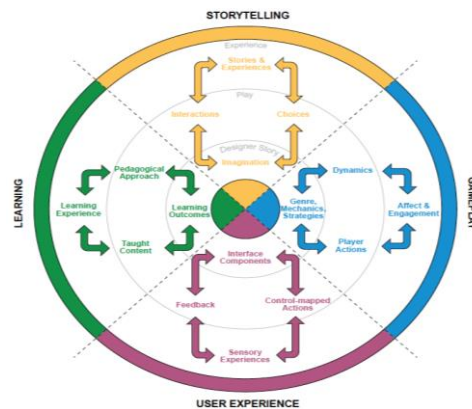 STORYTELLING
Experience
Stories &
Experiences
Play
Interactions
Choices
Designer Story
Imagination
LEARNING
Pedagogical
Approach
Learning
Experience
Learning
Outcomes
Taught
Content
Genre,
Mechanics,
Strategies
Dynamics
Affect &
Engagement
Player
Actions
GAMEPLAY
Interface
Components
Feedback
Control-mapped
Actions
Sensory
Experiences
USER EXPERIENCE